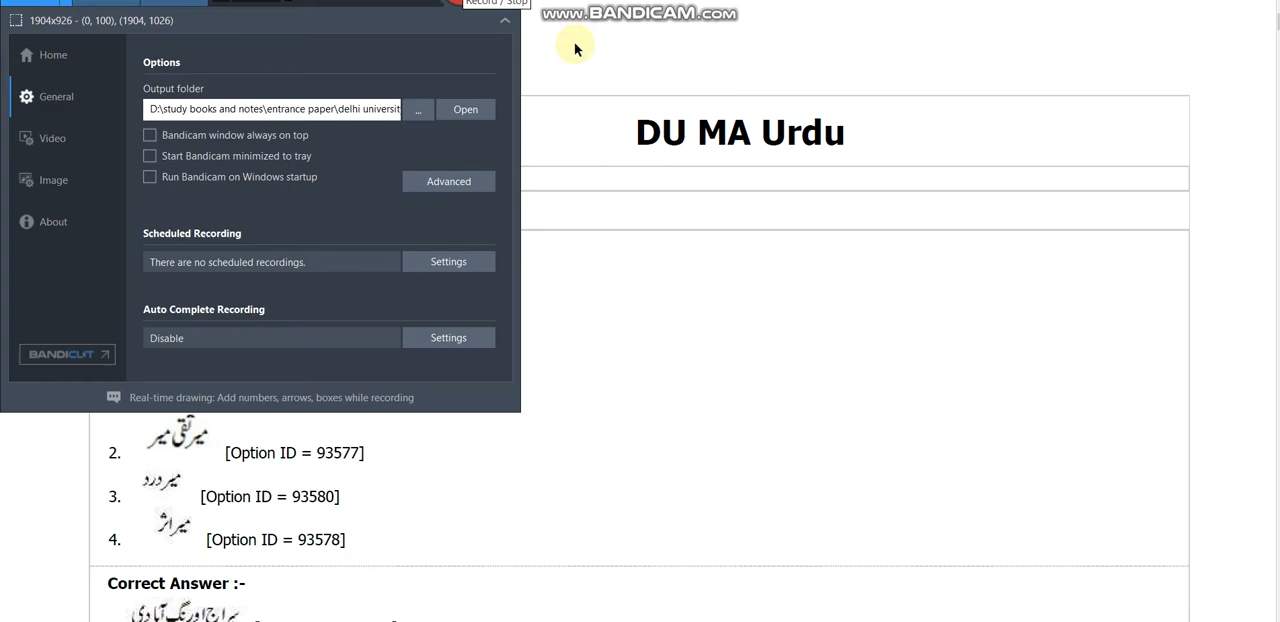 Record / Stop
1904x926 - (0, 100), (1904, 1026)
www.BANDICAM.com
Home
General
Video
Image
About
BANDICUT
Options
Output folder
D:\study books and notes\entrance paper\delhi universit
...
Open
Bandicam window always on top
Start Bandicam minimized to tray
Run Bandicam on Windows startup
Advanced
Scheduled Recording
There are no scheduled recordings.
Settings
Auto Complete Recording
Disable
Settings
Real-time drawing: Add numbers, arrows, boxes while recording
DU MA Urdu
2. میر تقی میر [Option ID = 93577]
3. میر درد [Option ID = 93580]
4. میر اثر [Option ID = 93578]
Correct Answer :-
سراج اورنگ آبادی